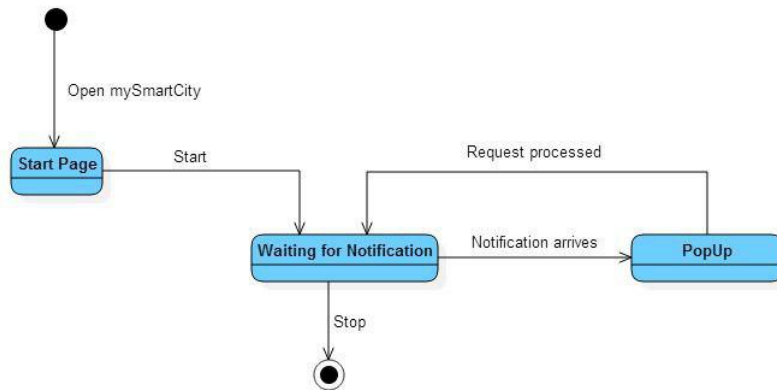 Open mySmartCity
Start Page
Start
Request processed
Waiting for Notification
Notification arrives
PopUp
Stop